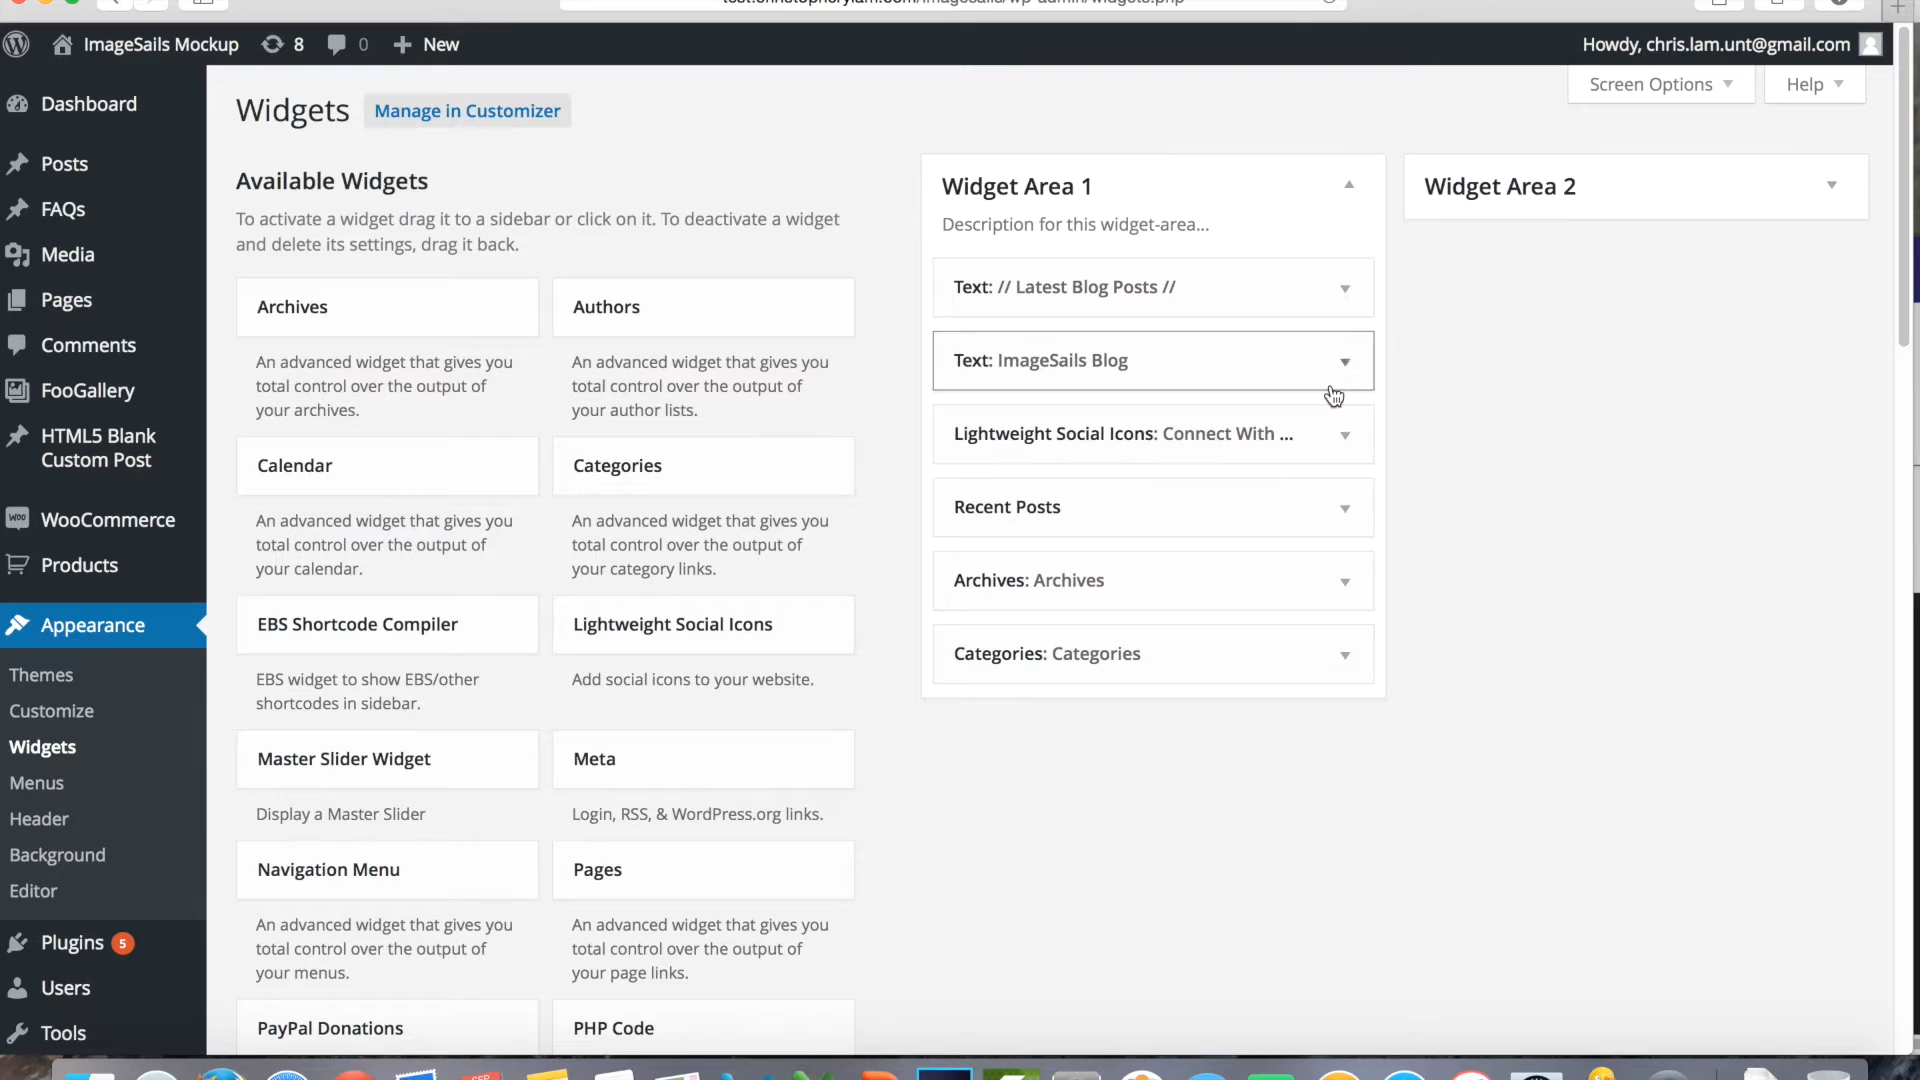 ImageSails Mockup 8 0 New
Howdy, chris.lam.unt@gmail.com
Screen Options
Help
Dashboard
Posts
FAQs
Media
Pages
Comments
FooGallery
HTML5 Blank
Custom Post
WooCommerce
Products
Appearance
Themes
Customize
Widgets
Menus
Header
Background
Editor
Plugins 5
Users
Tools
Widgets
Manage in Customizer
Available Widgets
To activate a widget drag it to a sidebar or click on it. To deactivate a widget
and delete its settings, drag it back.
Archives
An advanced widget that gives you
total control over the output of
your archives.
Authors
An advanced widget that gives you
total control over the output of
your author lists.
Calendar
An advanced widget that gives you
total control over the output of
your calendar.
Categories
An advanced widget that gives you
total control over the output of
your category links.
EBS Shortcode Compiler
EBS widget to show EBS/other
shortcodes in sidebar.
Lightweight Social Icons
Add social icons to your website.
Master Slider Widget
Display a Master Slider
Meta
Login, RSS, & WordPress.org links.
Navigation Menu
An advanced widget that gives you
total control over the output of
your menus.
Pages
An advanced widget that gives you
total control over the output of
your page links.
PayPal Donations
PHP Code
Widget Area 1
Description for this widget-area...
Text: // Latest Blog Posts //
Text: ImageSails Blog
Lightweight Social Icons: Connect With ...
Recent Posts
Archives: Archives
Categories: Categories
Widget Area 2